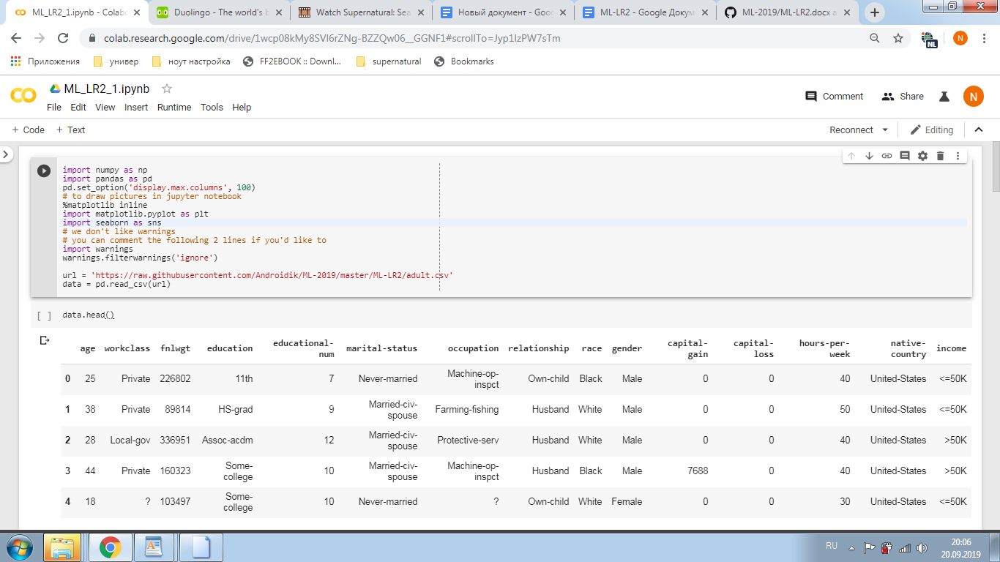 ML_LR2_1.ipynb - Colabo
Duolingo - The world's b
Watch Supernatural: Sea
Новый документ - Goog
ML-LR2 - Google Докум
ML-2019/ML-LR2.docx a
colab.research.google.com/drive/1wcp08kMy8SVl6rZNg-BZZQw06__GGNF1#scrollTo=Jyp1IzPW7sTm
NL
N
Приложения
универ
ноут настройка
FF2EBOOK :: Downl...
supernatural
Bookmarks
ML_LR2_1.ipynb
File Edit View Insert Runtime Tools Help
Comment
Share
N
+ Code + Text
Reconnect
Editing
import numpy as np
import pandas as pd
pd.set_option('display.max.columns', 100)
# to draw pictures in jupyter notebook
%matplotlib inline
import matplotlib.pyplot as plt
import seaborn as sns
# we don't like warnings
# you can comment the following 2 lines if you'd like to
import warnings
warnings.filterwarnings('ignore')
url = 'https://raw.githubusercontent.com/Androidik/ML-2019/master/ML-LR2/adult.csv'
data = pd.read_csv(url)
[ ] data.head()
age workclass fnlwgt education educational-num marital-status occupation relationship race gender capital-gain capital-loss hours-per-week native-country income
0 25 Private 226802 11th 7 Never-married Machine-op-inspct Own-child Black Male 0 0 40 United-States <=50K
1 38 Private 89814 HS-grad 9 Married-civ-spouse Farming-fishing Husband White Male 0 0 50 United-States <=50K
2 28 Local-gov 336951 Assoc-acdm 12 Married-civ-spouse Protective-serv Husband White Male 0 0 40 United-States >50K
3 44 Private 160323 Some-college 10 Married-civ-spouse Machine-op-inspct Husband Black Male 7688 0 40 United-States >50K
4 18 ? 103497 Some-college 10 Never-married ? Own-child White Female 0 0 30 United-States <=50K
RU
20:06
20.09.2019